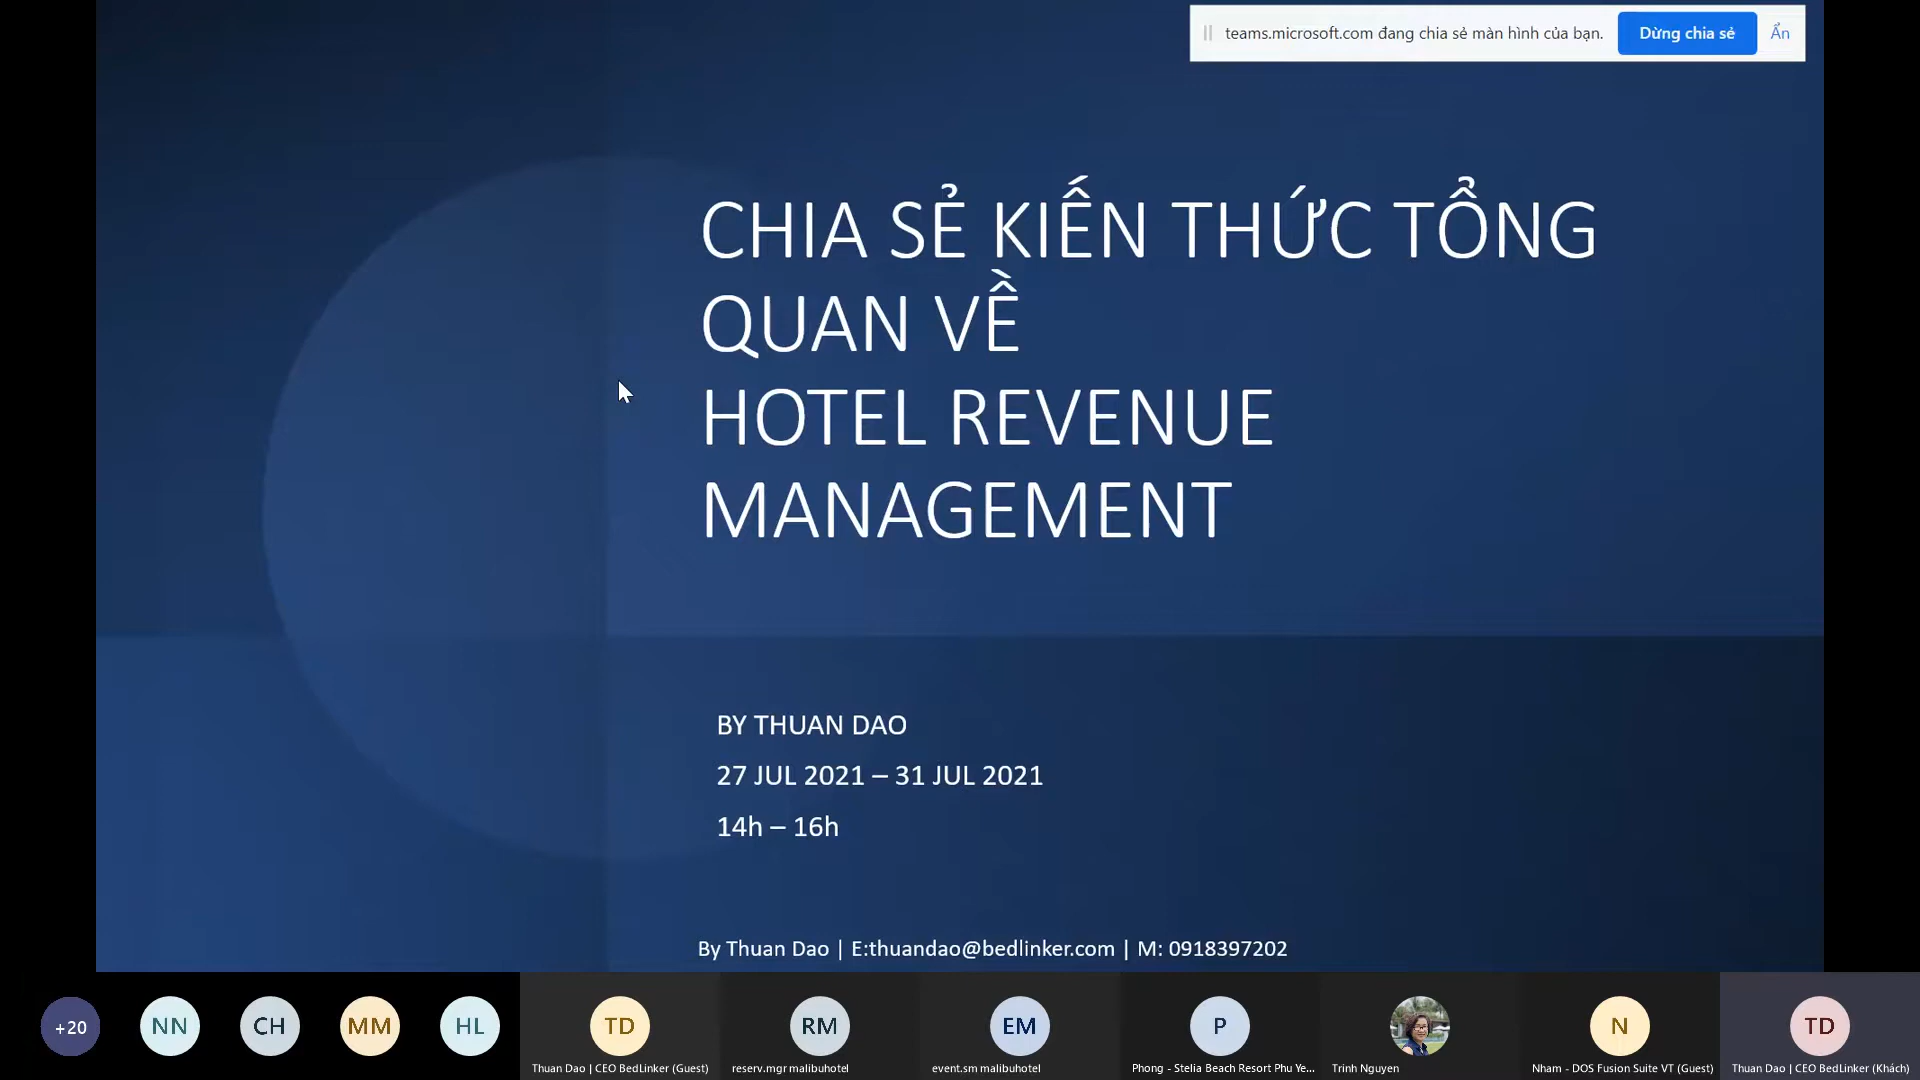 teams.microsoft.com đang chia sẻ màn hình của bạn.
Dừng chia sẻ
Ẩn
CHIA SẺ KIẾN THỨC TỔNG
QUAN VỀ
HOTEL REVENUE
MANAGEMENT
BY THUAN DAO
27 JUL 2021 – 31 JUL 2021
14h – 16h
By Thuan Dao | E:thuandao@bedlinker.com | M: 0918397202
+20
NN
CH
MM
HL
TD
RM
EM
P
N
TD
Thuan Dao | CEO BedLinker (Guest)
reserv.mgr malibuhotel
event.sm malibuhotel
Phong - Stelia Beach Resort Phu Ye...
Trinh Nguyen
Nham - DOS Fusion Suite VT (Guest)
Thuan Dao | CEO BedLinker (Khách)